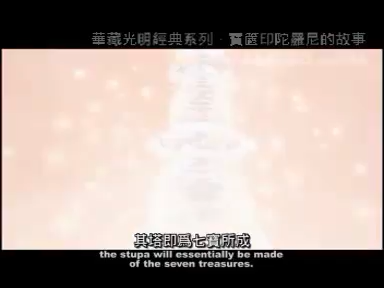 華藏光明經典系列·寶篋印陀羅尼的故事
其塔即爲七寶所成
the stupa will essentially be made
of the seven treasures.